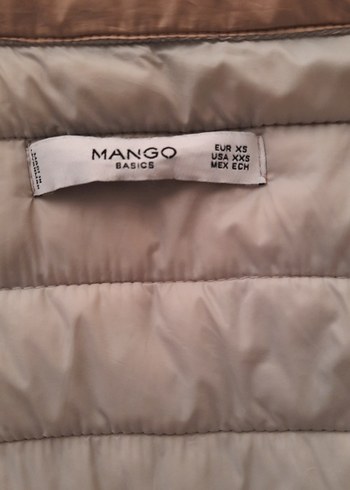 MANGO
BASICS
EUR XS
USA XXS
MEX ECH